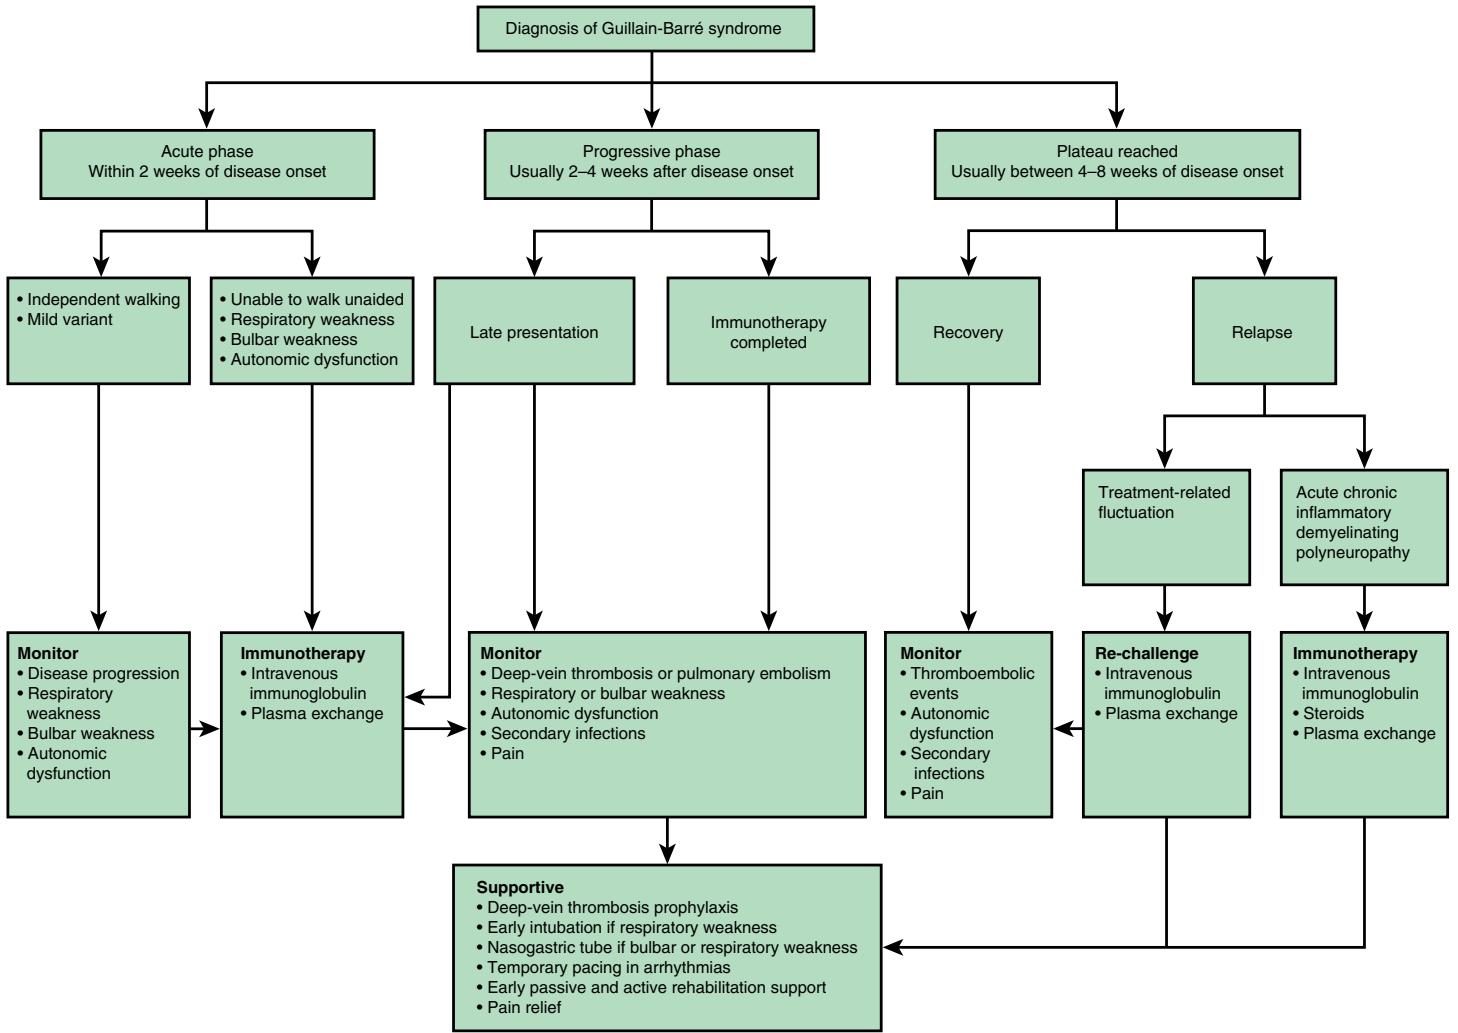 Diagnosis of Guillain-Barré syndrome
Acute phase
Within 2 weeks of disease onset
Progressive phase
Usually 2–4 weeks after disease onset
Plateau reached
Usually between 4–8 weeks of disease onset
• Independent walking
• Mild variant
• Unable to walk unaided
• Respiratory weakness
• Bulbar weakness
• Autonomic dysfunction
Late presentation
Immunotherapy
completed
Recovery
Relapse
Treatment-related
fluctuation
Acute chronic
inflammatory
demyelinating
polyneuropathy
Monitor
• Disease progression
• Respiratory
weakness
• Bulbar weakness
• Autonomic
dysfunction
Immunotherapy
• Intravenous
immunoglobulin
• Plasma exchange
Monitor
• Deep-vein thrombosis or pulmonary embolism
• Respiratory or bulbar weakness
• Autonomic dysfunction
• Secondary infections
• Pain
Monitor
• Thromboembolic
events
• Autonomic
dysfunction
• Secondary
infections
• Pain
Re-challenge
• Intravenous
immunoglobulin
• Plasma exchange
Immunotherapy
• Intravenous
immunoglobulin
• Steroids
• Plasma exchange
Supportive
• Deep-vein thrombosis prophylaxis
• Early intubation if respiratory weakness
• Nasogastric tube if bulbar or respiratory weakness
• Temporary pacing in arrhythmias
• Early passive and active rehabilitation support
• Pain relief